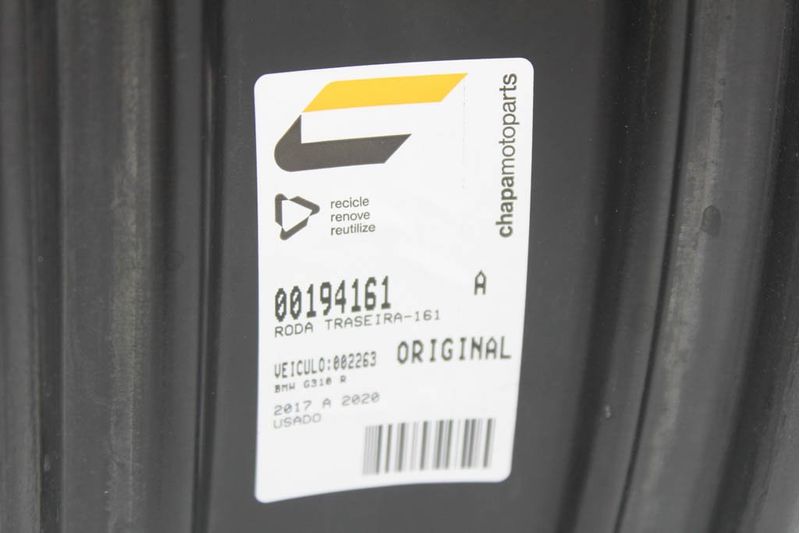 chapamotoparts
recicle
renove
reutilize
00194161 A
RODA TRASEIRA-161
VEICULO:002263 ORIGINAL
BMW G310 R
2017 A 2020
USADO